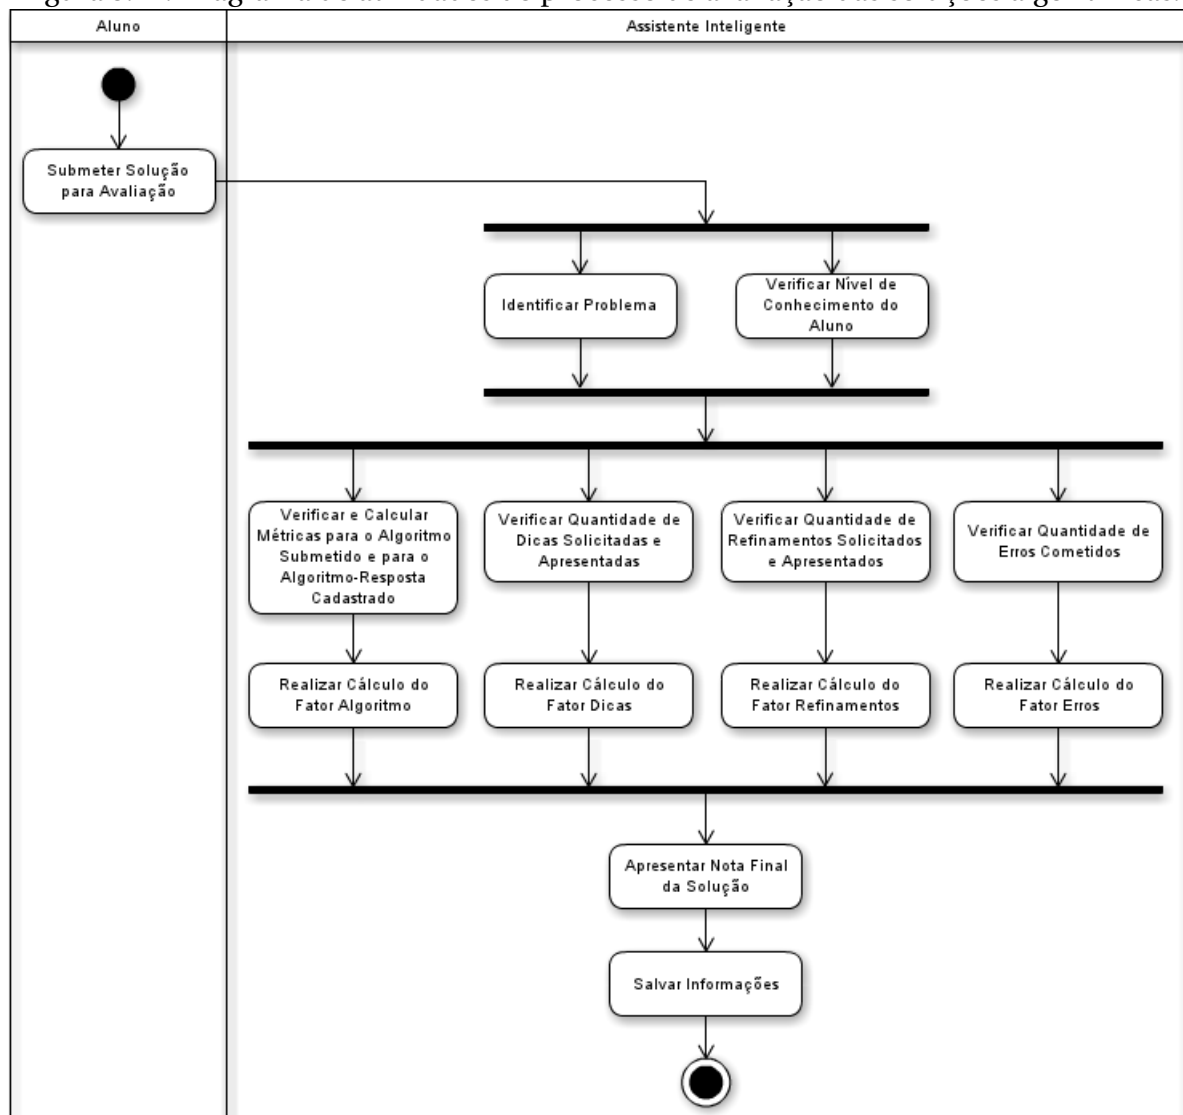 Aluno
Assistente Inteligente
Submeter Solução
para Avaliação
Identificar Problema
Verificar Nível de
Conhecimento do
Aluno
Verificar e Calcular
Métricas para o Algoritmo
Submetido e para o
Algoritmo-Resposta
Cadastrado
Verificar Quantidade de
Dicas Solicitadas e
Apresentadas
Verificar Quantidade de
Refinamentos Solicitados
e Apresentados
Verificar Quantidade de
Erros Cometidos
Realizar Cálculo do
Fator Algoritmo
Realizar Cálculo do
Fator Dicas
Realizar Cálculo do
Fator Refinamentos
Realizar Cálculo do
Fator Erros
Apresentar Nota Final
da Solução
Salvar Informações